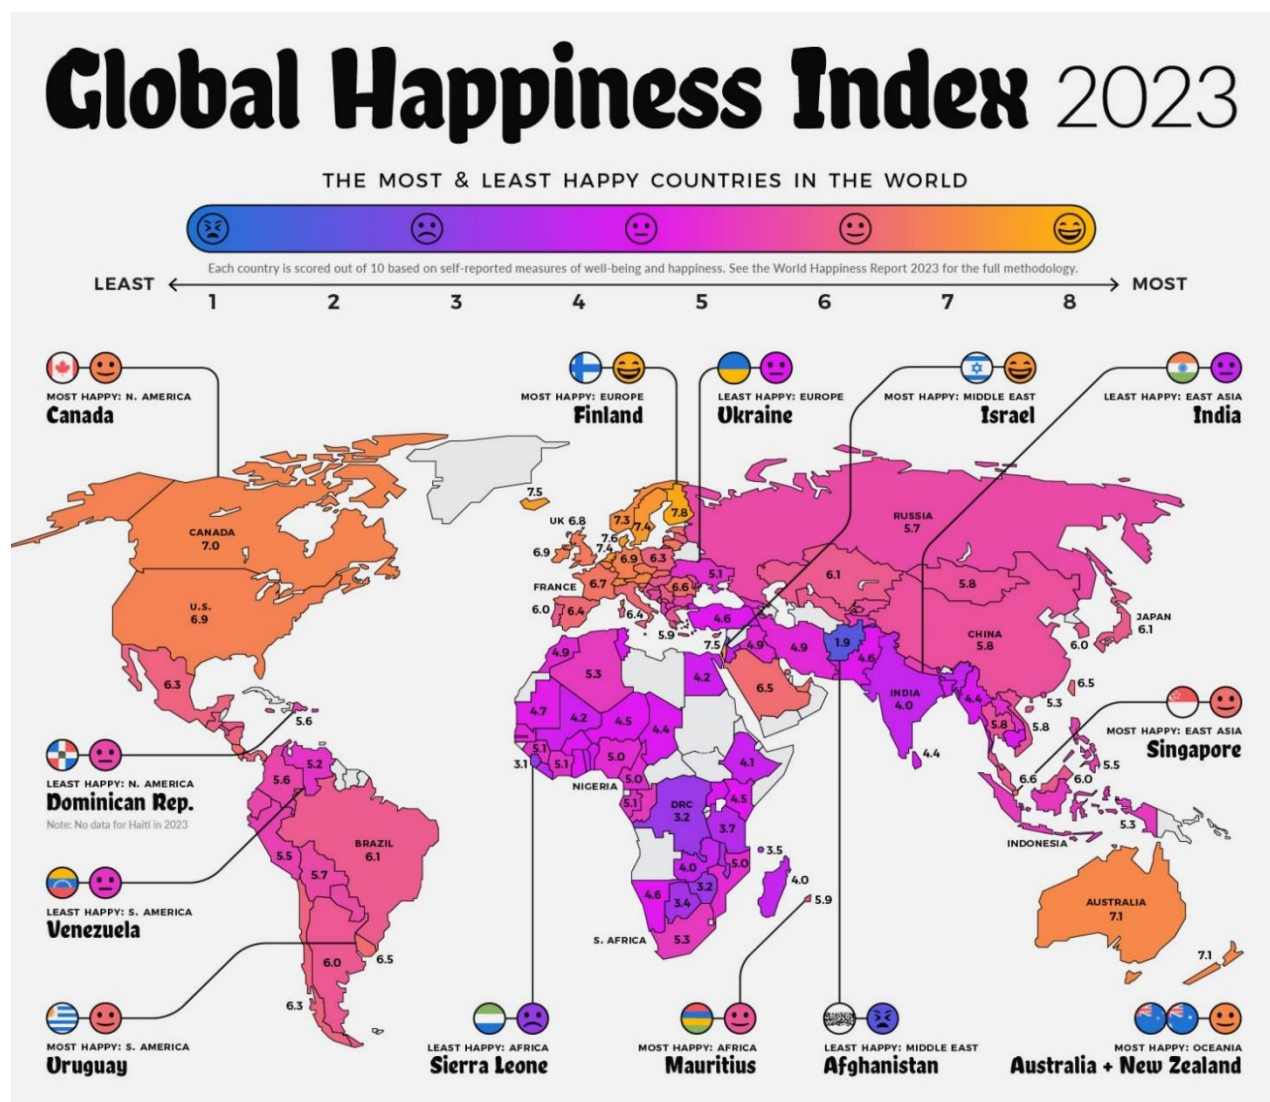 Global Happiness Index 2023
THE MOST & LEAST HAPPY COUNTRIES IN THE WORLD
Each country is scored out of 10 based on self-reported measures of well-being and happiness. See the World Happiness Report 2023 for the full methodology.
LEAST
MOST
1 2 3 4 5 6 7 8
MOST HAPPY: N. AMERICA
Canada
MOST HAPPY: EUROPE
Finland
LEAST HAPPY: EUROPE
Ukraine
MOST HAPPY: MIDDLE EAST
Israel
LEAST HAPPY: EAST ASIA
India
CANADA
7.0
U.S.
6.9
6.3
5.6
7.5
UK 6.8
6.9
7.3
7.4
7.8
7.6
7.4
6.9
6.3
FRANCE
6.7
6.6
5.1
6.0
6.4
6.4
5.9
4.6
7.5
RUSSIA
5.7
6.1
5.8
CHINA
5.8
JAPAN
6.1
6.0
4.9
4.9
1.9
4.6
6.5
INDIA
4.0
4.4
4.4
5.8
5.3
6.5
5.8
5.5
6.6
6.0
5.3
INDONESIA
4.9
5.3
4.2
4.7
4.2
4.5
4.4
5.1
3.1
5.1
5.0
5.0
NIGERIA
5.1
4.1
4.5
DRC
3.2
3.7
3.5
4.0
5.0
4.0
5.9
4.6
3.4
3.2
S. AFRICA
5.3
MOST HAPPY: EAST ASIA
Singapore
LEAST HAPPY: N. AMERICA
Dominican Rep.
Note: No data for Haiti in 2023
5.2
5.6
BRAZIL
6.1
5.5
5.7
6.0
6.5
6.3
LEAST HAPPY: S. AMERICA
Venezuela
AUSTRALIA
7.1
7.1
MOST HAPPY: S. AMERICA
Uruguay
LEAST HAPPY: AFRICA
Sierra Leone
MOST HAPPY: AFRICA
Mauritius
LEAST HAPPY: MIDDLE EAST
Afghanistan
MOST HAPPY: OCEANIA
Australia + New Zealand